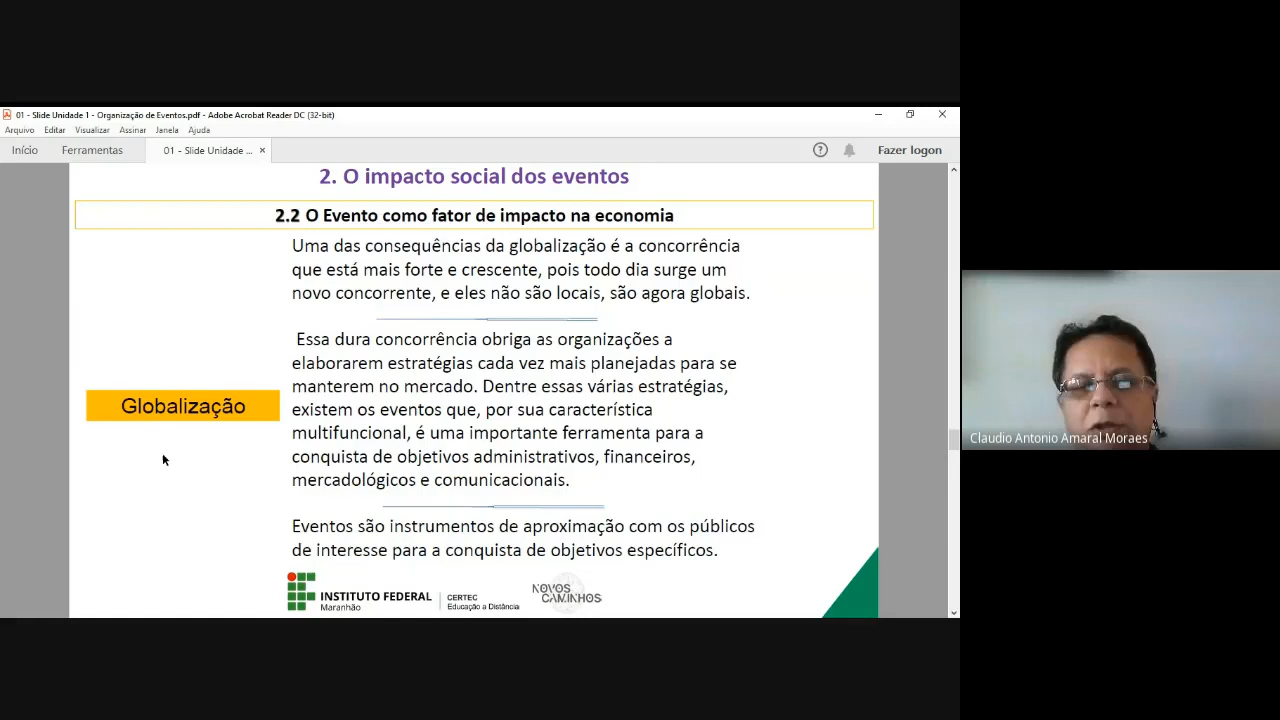 01 - Slide Unidade 1 - Organização de Eventos.pdf - Adobe Acrobat Reader DC (32-bit)
Arquivo Editar Visualizar Assinar Janela Ajuda
Início Ferramentas 01 - Slide Unidade ... × ? Fazer logon
2. O impacto social dos eventos
2.2 O Evento como fator de impacto na economia
Uma das consequências da globalização é a concorrência
que está mais forte e crescente, pois todo dia surge um
novo concorrente, e eles não são locais, são agora globais.
Essa dura concorrência obriga as organizações a
elaborarem estratégias cada vez mais planejadas para se
manterem no mercado. Dentre essas várias estratégias,
existem os eventos que, por sua característica
multifuncional, é uma importante ferramenta para a
conquista de objetivos administrativos, financeiros,
mercadológicos e comunicacionais.
Globalização
Eventos são instrumentos de aproximação com os públicos
de interesse para a conquista de objetivos específicos.
INSTITUTO FEDERAL
Maranhão
CERTEC
Educação a Distância
NOVOS
CAMINHOS
Claudio Antonio Amaral Moraes